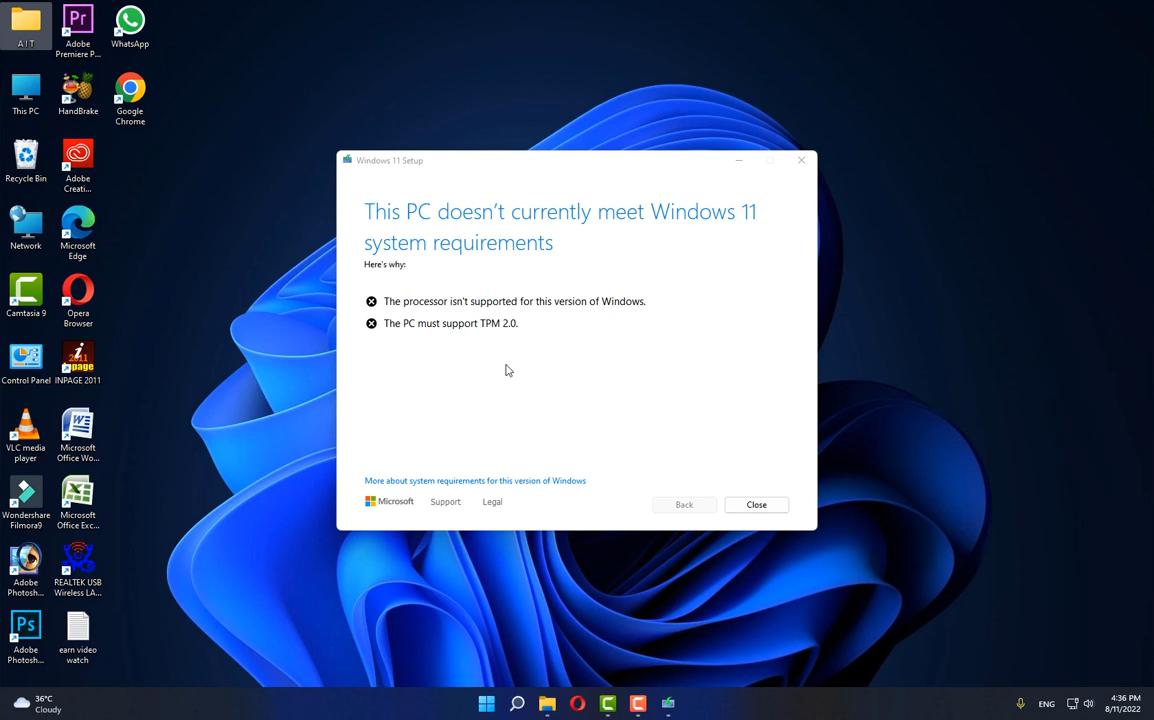 A I T
Adobe
Premiere P...
WhatsApp
This PC
HandBrake
Google
Chrome
Recycle Bin
Adobe
Creati...
Network
Microsoft
Edge
Camtasia 9
Opera
Browser
Control Panel
INPAGE 2011
VLC media
player
Microsoft
Office Wo...
Wondershare
Filmora9
Microsoft
Office Exc...
Adobe
Photosh...
REALTEK USB
Wireless LA...
Adobe
Photosh...
earn video
watch
Windows 11 Setup
This PC doesn't currently meet Windows 11
system requirements
Here's why:
The processor isn't supported for this version of Windows.
The PC must support TPM 2.0.
More about system requirements for this version of Windows
Microsoft
Support
Legal
Back
Close
36°C
Cloudy
ENG
4:36 PM
8/11/2022